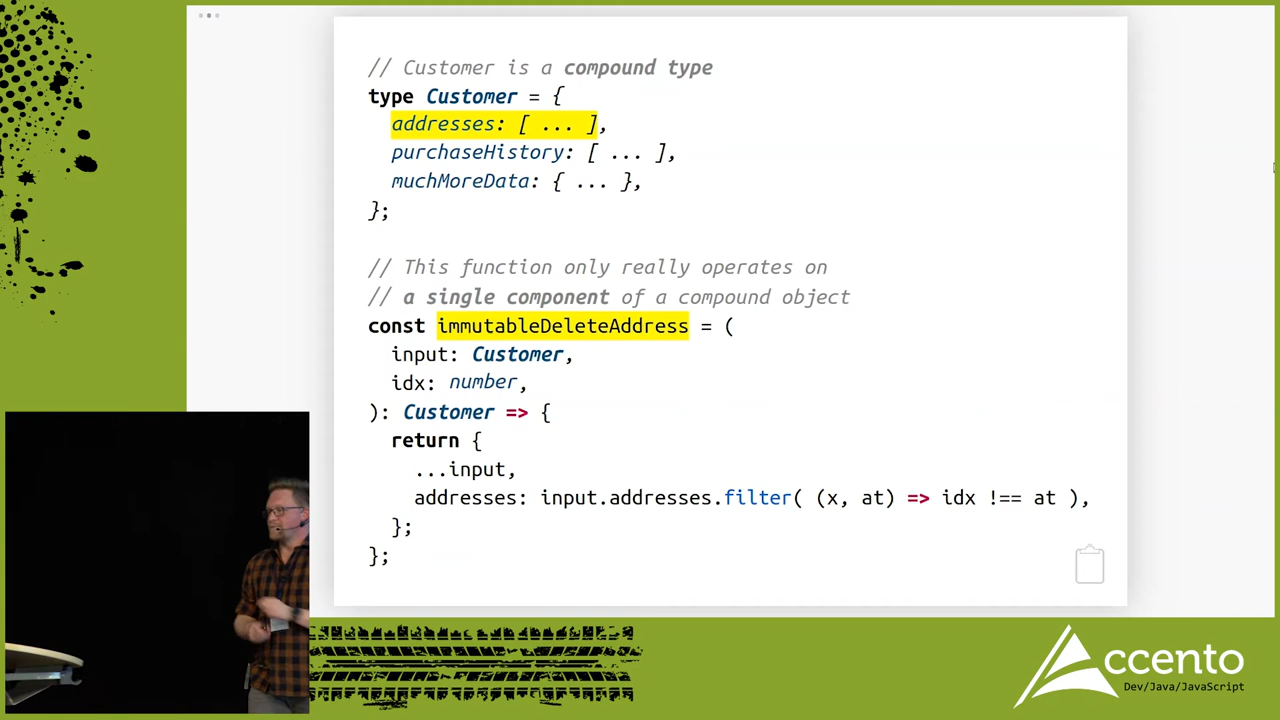 // Customer is a compound type
type Customer = {
addresses: [ ... ],
purchaseHistory: [ ... ],
muchMoreData: { ... },
};
// This function only really operates on
// a single component of a compound object
const immutableDeleteAddress = (
input: Customer,
idx: number,
): Customer => {
return {
...input,
addresses: input.addresses.filter( (x, at) => idx !== at ),
};
};
ccento
Dev/Java/JavaScript